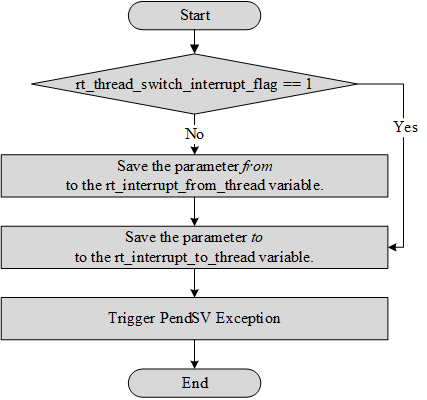 Start
rt_thread_switch_interrupt_flag == 1
Yes
No
Save the parameter from
to the rt_interrupt_from_thread variable.
Save the parameter to
to the rt_interrupt_to_thread variable.
Trigger PendSV Exception
End